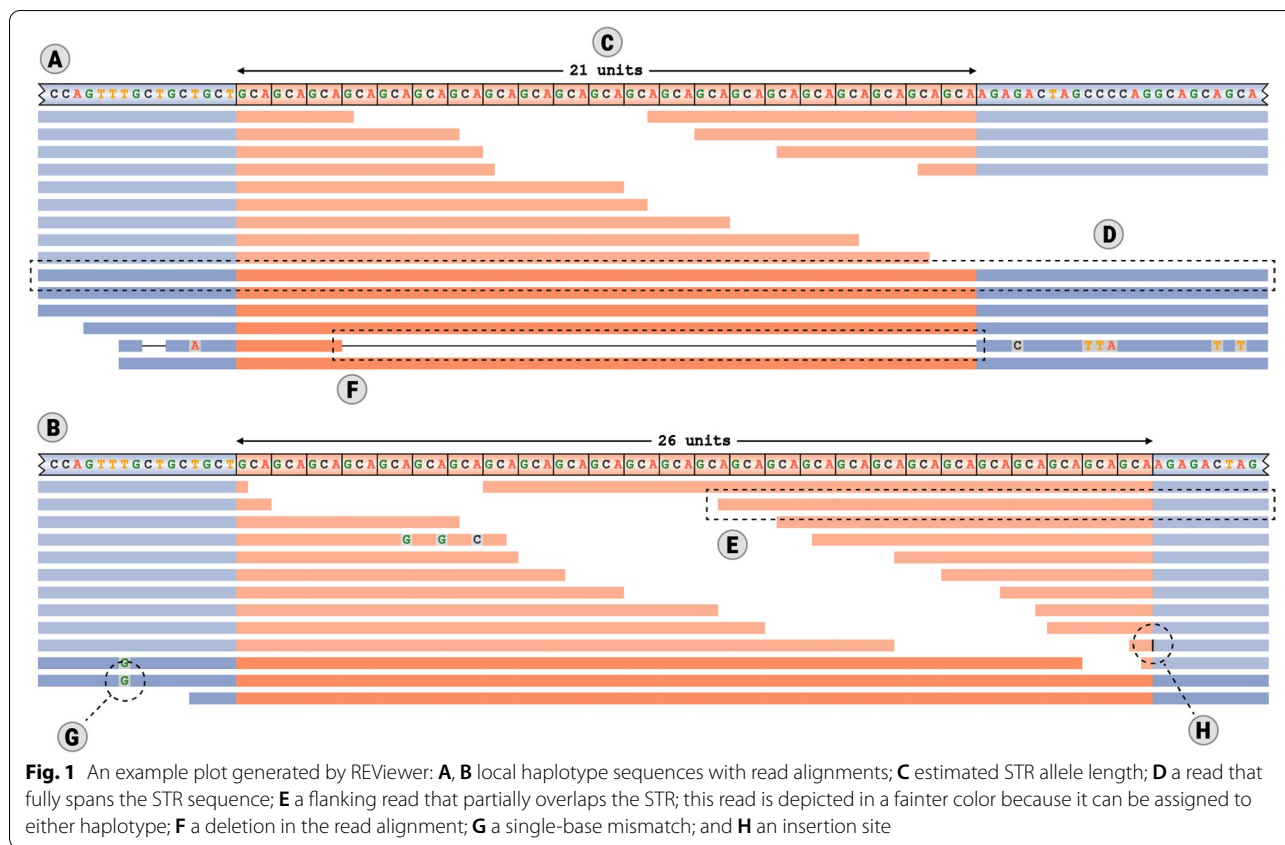 A
C
21 units
CCAGTTTGCTGCTGCTGCAGCAGCAGCAGCAGCAGCAGCAGCAGCAGCAGCAGCAGCAGCAGCAGCAGCAGCAGCAGCAAGAGACTAGCCCCAGGCAGCAGCA
D
A C TTA T T
F
B
26 units
CCAGTTTGCTGCTGCTGCAGCAGCAGCAGCAGCAGCAGCAGCAGCAGCAGCAGCAGCAGCAGCAGCAGCAGCAGCAGCAGCAGCAGCAGCAGCAAGAGACTAG
G G C
E
G
G
G
H
Fig. 1 An example plot generated by REViewer: A, B local haplotype sequences with read alignments; C estimated STR allele length; D a read that
fully spans the STR sequence; E a flanking read that partially overlaps the STR; this read is depicted in a fainter color because it can be assigned to
either haplotype; F a deletion in the read alignment; G a single-base mismatch; and H an insertion site